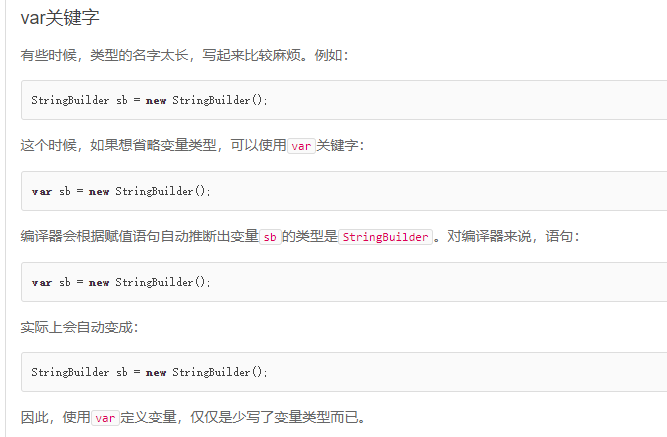 var关键字
有些时候，类型的名字太长，写起来比较麻烦。例如：
StringBuilder sb = new StringBuilder();
这个时候，如果想省略变量类型，可以使用var关键字：
var sb = new StringBuilder();
编译器会根据赋值语句自动推断出变量sb的类型是StringBuilder。对编译器来说，语句：
var sb = new StringBuilder();
实际上会自动变成：
StringBuilder sb = new StringBuilder();
因此，使用var定义变量，仅仅是少写了变量类型而已。